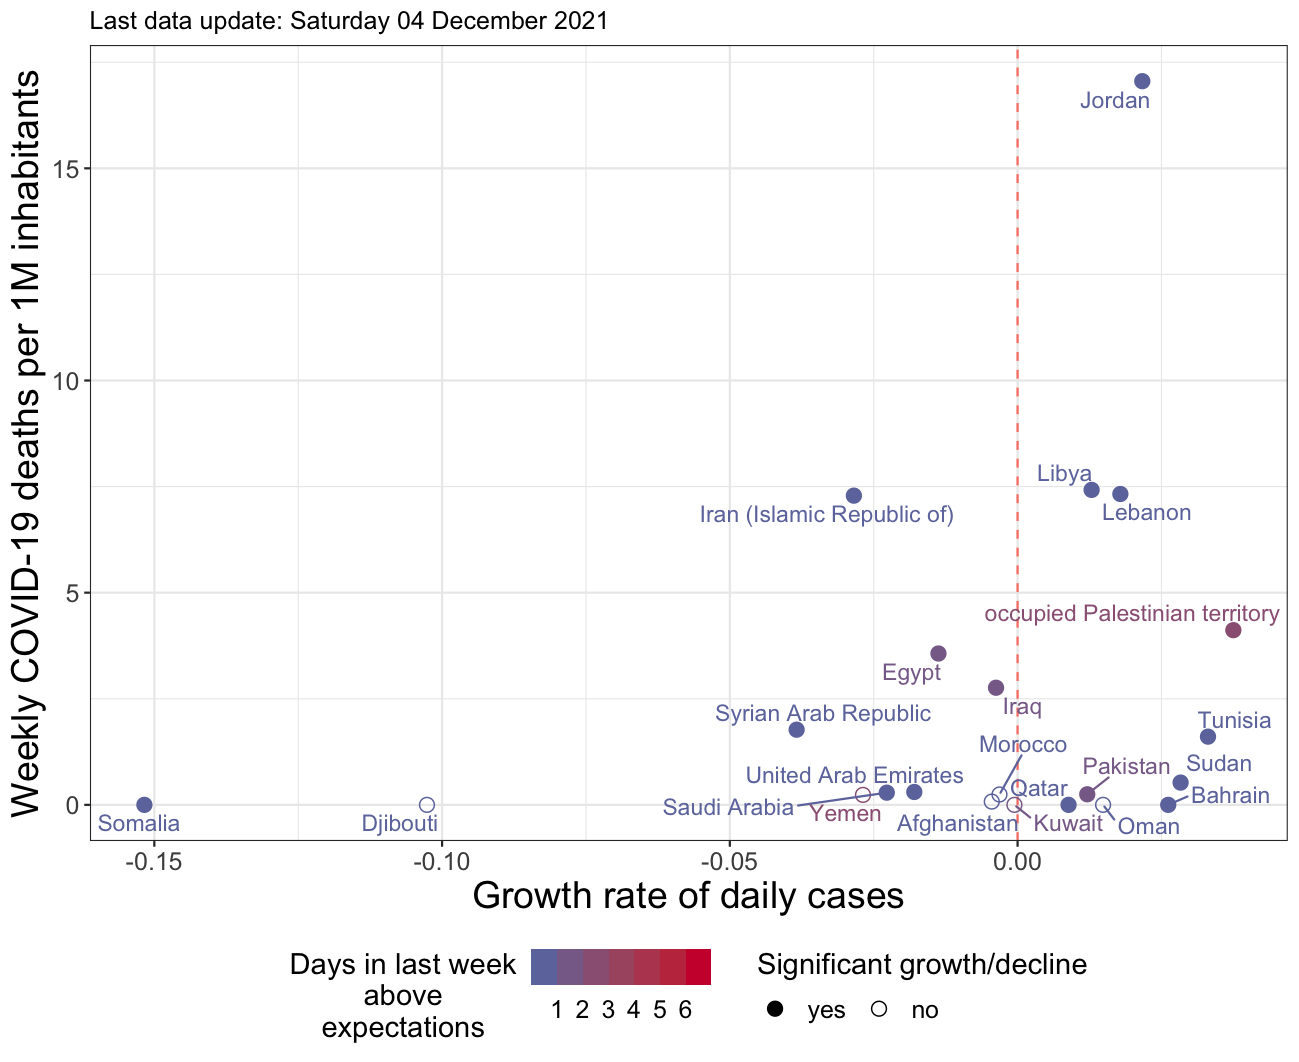 Last data update: Saturday 04 December 2021
Weekly COVID-19 deaths per 1M inhabitants
15
10
5
0
Jordan
Libya
Lebanon
Iran (Islamic Republic of)
occupied Palestinian territory
Egypt
Iraq
Syrian Arab Republic
Tunisia
Morocco
Sudan
Pakistan
United Arab Emirates
Qatar
Bahrain
Saudi Arabia
Yemen
Somalia
Djibouti
Afghanistan
Kuwait
Oman
-0.15 -0.10 -0.05 0.00
Growth rate of daily cases
Days in last week
above
expectations
1 2 3 4 5 6
Significant growth/decline
yes no